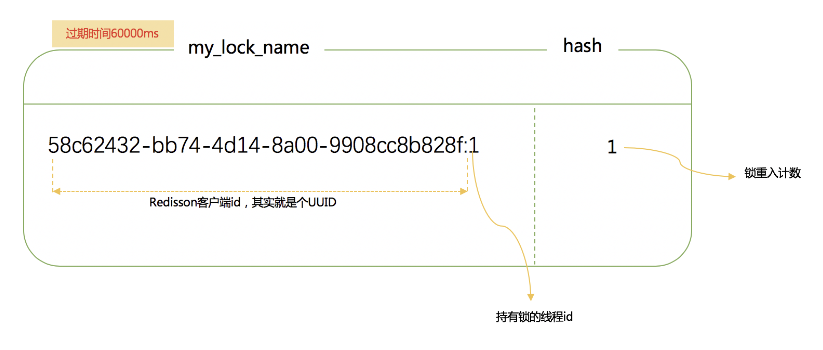 过期时间60000ms
my_lock_name
hash
58c62432-bb74-4d14-8a00-9908cc8b828f:1
1
锁重入计数
Redisson客户端id，其实就是个UUID
持有锁的线程id